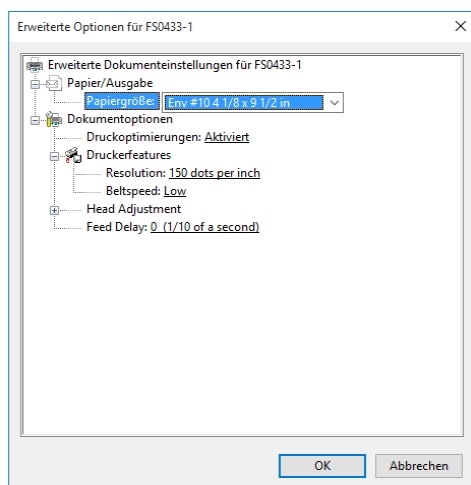 Erweiterte Optionen für FS0433-1
Erweiterte Dokumenteinstellungen für FS0433-1
Papier/Ausgabe
Papiergröße: Env #10 4 1/8 x 9 1/2 in
Dokumentoptionen
Druckoptimierungen: Aktiviert
Druckerfeatures
Resolution: 150 dots per inch
Beltspeed: Low
Head Adjustment
Feed Delay: 0 (1/10 of a second)
OK Abbrechen